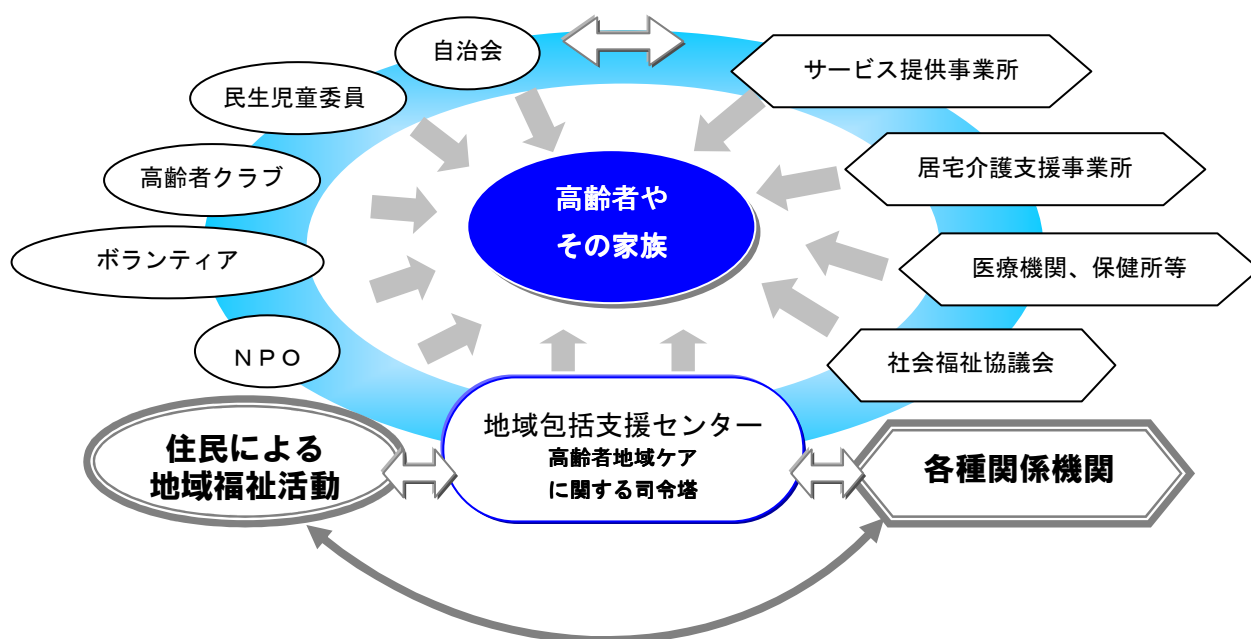 自治会
サービス提供事業所
民生児童委員
高齢者クラブ
居宅介護支援事業所
高齢者や
その家族
ボランティア
医療機関、保健所等
ＮＰＯ
社会福祉協議会
地域包括支援センター
高齢者地域ケア
に関する司令塔
住民による
地域福祉活動
各種関係機関